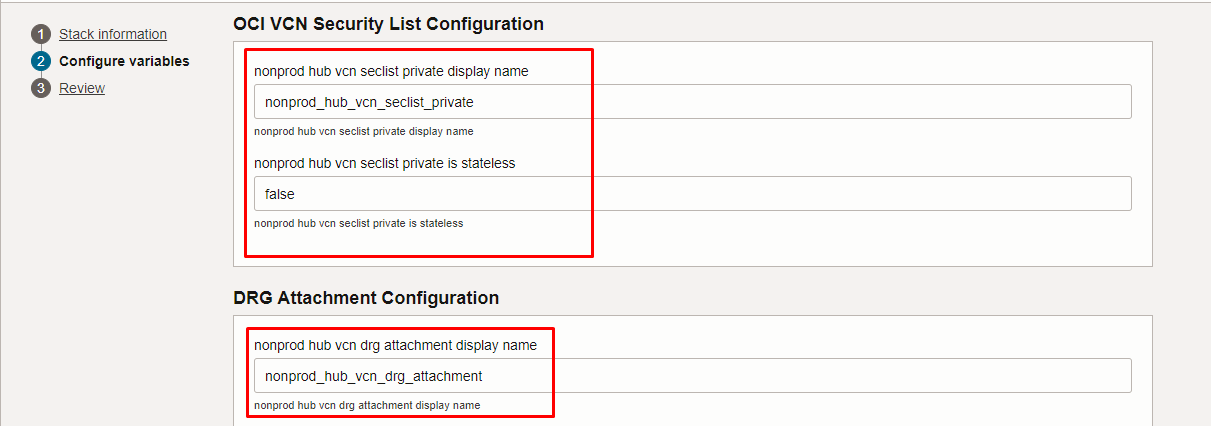 1 Stack information
2 Configure variables
3 Review
OCI VCN Security List Configuration
nonprod hub vcn seclist private display name
nonprod_hub_vcn_seclist_private
nonprod hub vcn seclist private display name
nonprod hub vcn seclist private is stateless
false
nonprod hub vcn seclist private is stateless
DRG Attachment Configuration
nonprod hub vcn drg attachment display name
nonprod_hub_vcn_drg_attachment
nonprod hub vcn drg attachment display name